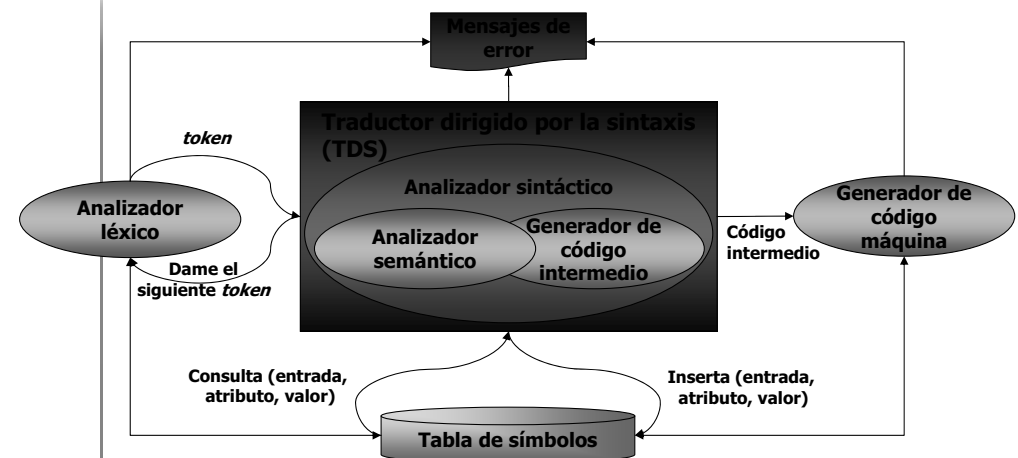 Mensajes de
error
Traductor dirigido por la sintaxis
(TDS)
token
Analizador sintáctico
Analizador
léxico
Analizador
semántico
Generador de
código
intermedio
Código
intermedio
Generador de
código
máquina
Dame el
siguiente token
Consulta (entrada,
atributo, valor)
Inserta (entrada,
atributo, valor)
Tabla de símbolos